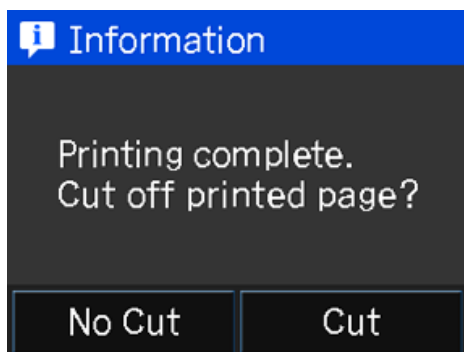 Information
Printing complete.
Cut off printed page?
No Cut
Cut